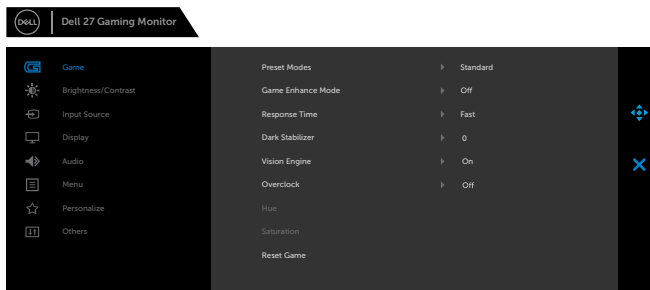 DELL
Dell 27 Gaming Monitor
Game
Preset Modes Standard
Brightness/Contrast
Game Enhance Mode Off
Input Source
Response Time Fast
Display
Dark Stabilizer 0
Audio
Vision Engine On
Menu
Overclock Off
Personalize
Hue
Others
Saturation
Reset Game